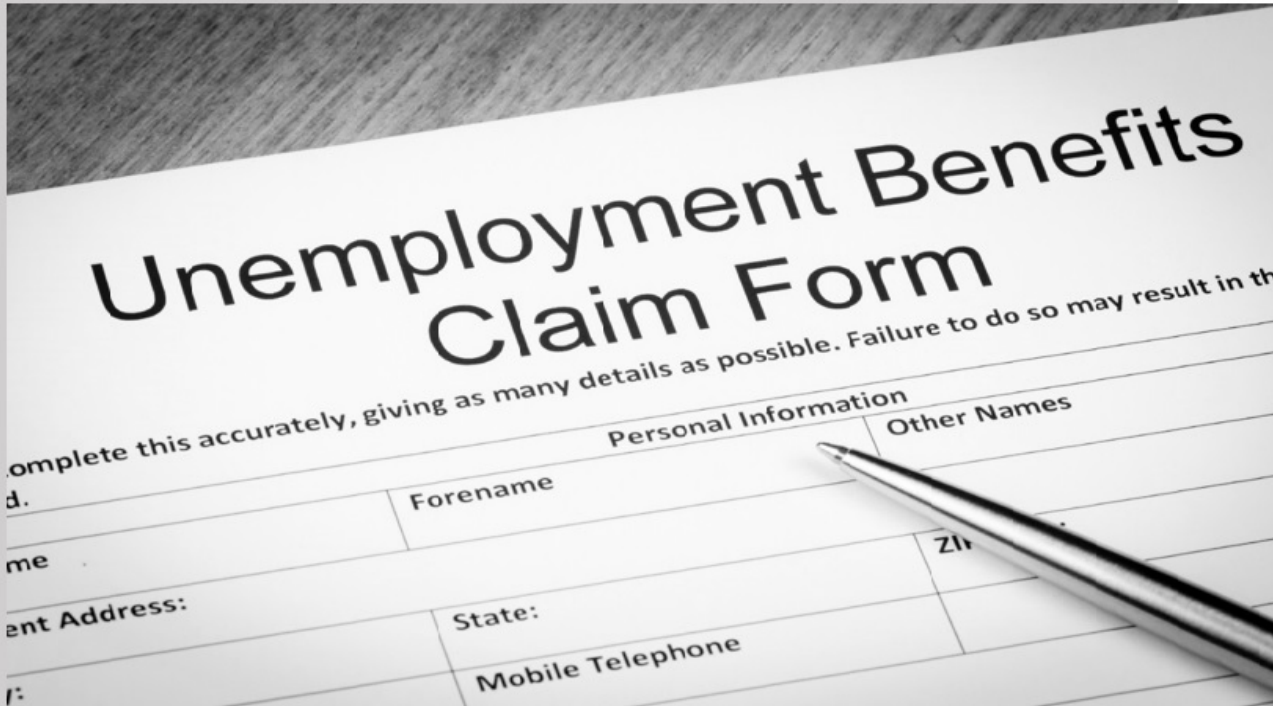 Unemployment Benefits
Claim Form
omplete this accurately, giving as many details as possible. Failure to do so may result in th
d.
Personal Information
me
Forename
Other Names
ent Address:
State:
ZI
y:
Mobile Telephone